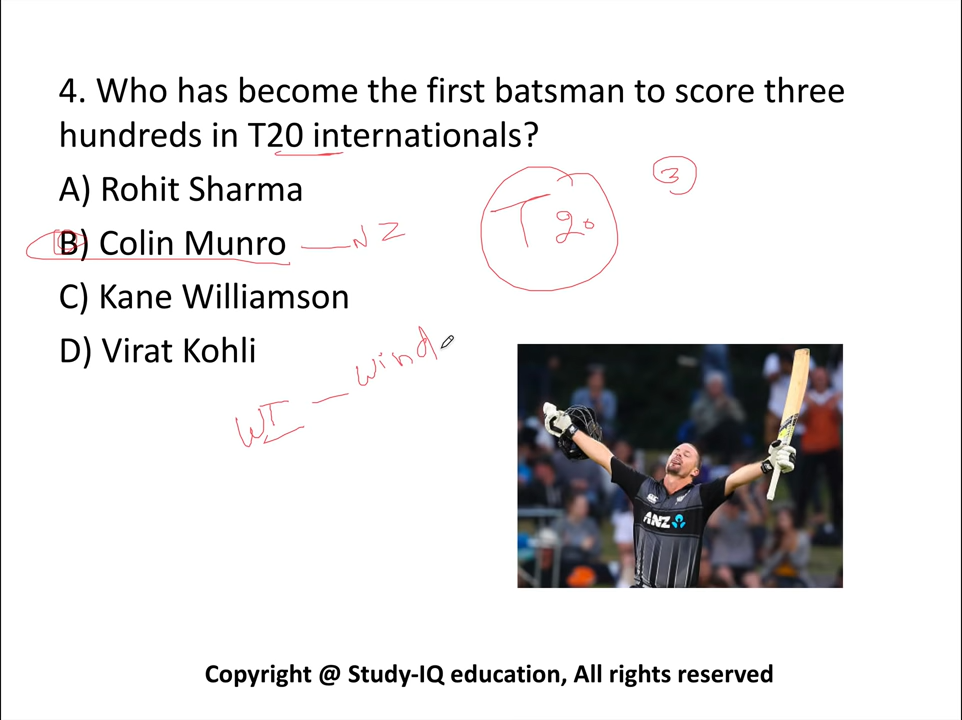 4. Who has become the first batsman to score three
hundreds in T20 internationals?
A) Rohit Sharma
B) Colin Munro — NZ
C) Kane Williamson
D) Virat Kohli
T20
3
WI — wind
ANZ
Copyright @ Study-IQ education, All rights reserved